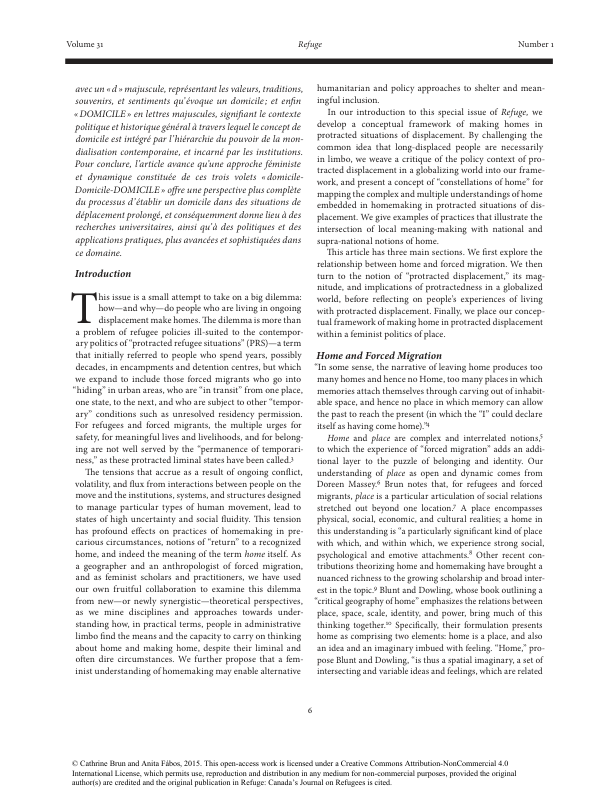 Volume 31
Refuge
Number 1
avec un « d » majuscule, représentant les valeurs, traditions,
souvenirs, et sentiments qu’évoque un domicile; et enfin
« DOMICILE » en lettres majuscules, signifiant le contexte
politique et historique général à travers lequel le concept de
domicile est intégré par l’hiérarchie du pouvoir de la mon-
dialisation contemporaine, et incarné par les institutions.
Pour conclure, l’article avance qu’une approche féministe
et dynamique constituée de ces trois volets « domicile-
Domicile-DOMICILE » offre une perspective plus complète
du processus d’établir un domicile dans des situations de
déplacement prolongé, et conséquemment donne lieu à des
recherches universitaires, ainsi qu’à des politiques et des
applications pratiques, plus avancées et sophistiquées dans
ce domaine.
Introduction
This issue is a small attempt to take on a big dilemma:
how—and why—do people who are living in ongoing
displacement make homes. The dilemma is more than
a problem of refugee policies ill-suited to the contempor-
ary politics of “protracted refugee situations” (PRS)—a term
that initially referred to people who spend years, possibly
decades, in encampments and detention centres, but which
we expand to include those forced migrants who go into
“hiding” in urban areas, who are “in transit” from one place,
one state, to the next, and who are subject to other “tempor-
ary” conditions such as unresolved residency permission.
For refugees and forced migrants, the multiple urges for
safety, for meaningful lives and livelihoods, and for belong-
ing are not well served by the “permanence of temporari-
ness,” as these protracted liminal states have been called.3
The tensions that accrue as a result of ongoing conflict,
volatility, and flux from interactions between people on the
move and the institutions, systems, and structures designed
to manage particular types of human movement, lead to
states of high uncertainty and social fluidity. This tension
has profound effects on practices of homemaking in pre-
carious circumstances, notions of “return” to a recognized
home, and indeed the meaning of the term home itself. As
a geographer and an anthropologist of forced migration,
and as feminist scholars and practitioners, we have used
our own fruitful collaboration to examine this dilemma
from new—or newly synergistic—theoretical perspectives,
as we mine disciplines and approaches towards under-
standing how, in practical terms, people in administrative
limbo find the means and the capacity to carry on thinking
about home and making home, despite their liminal and
often dire circumstances. We further propose that a fem-
inist understanding of homemaking may enable alternative
humanitarian and policy approaches to shelter and mean-
ingful inclusion.
In our introduction to this special issue of Refuge, we
develop a conceptual framework of making homes in
protracted situations of displacement. By challenging the
common idea that long-displaced people are necessarily
in limbo, we weave a critique of the policy context of pro-
tracted displacement in a globalizing world into our frame-
work, and present a concept of “constellations of home” for
mapping the complex and multiple understandings of home
embedded in homemaking in protracted situations of dis-
placement. We give examples of practices that illustrate the
intersection of local meaning-making with national and
supra-national notions of home.
This article has three main sections. We first explore the
relationship between home and forced migration. We then
turn to the notion of “protracted displacement,” its mag-
nitude, and implications of protractedness in a globalized
world, before reflecting on people’s experiences of living
with protracted displacement. Finally, we place our concep-
tual framework of making home in protracted displacement
within a feminist politics of place.
Home and Forced Migration
“In some sense, the narrative of leaving home produces too
many homes and hence no Home, too many places in which
memories attach themselves through carving out of inhabit-
able space, and hence no place in which memory can allow
the past to reach the present (in which the “I” could declare
itself as having come home).”4
Home and place are complex and interrelated notions,5
to which the experience of “forced migration” adds an addi-
tional layer to the puzzle of belonging and identity. Our
understanding of place as open and dynamic comes from
Doreen Massey.6 Brun notes that, for refugees and forced
migrants, place is a particular articulation of social relations
stretched out beyond one location.7 A place encompasses
physical, social, economic, and cultural realities; a home in
this understanding is “a particularly significant kind of place
with which, and within which, we experience strong social,
psychological and emotive attachments.8 Other recent con-
tributions theorizing home and homemaking have brought a
nuanced richness to the growing scholarship and broad inter-
est in the topic.9 Blunt and Dowling, whose book outlining a
“critical geography of home” emphasizes the relations between
place, space, scale, identity, and power, bring much of this
thinking together.10 Specifically, their formulation presents
home as comprising two elements: home is a place, and also
an idea and an imaginary imbued with feeling. “Home,” pro-
pose Blunt and Dowling, “is thus a spatial imaginary, a set of
intersecting and variable ideas and feelings, which are related
6
© Cathrine Brun and Anita Fábos, 2015. This open-access work is licensed under a Creative Commons Attribution-NonCommercial 4.0
International License, which permits use, reproduction and distribution in any medium for non-commercial purposes, provided the original
author(s) are credited and the original publication in Refuge: Canada’s Journal on Refugees is cited.